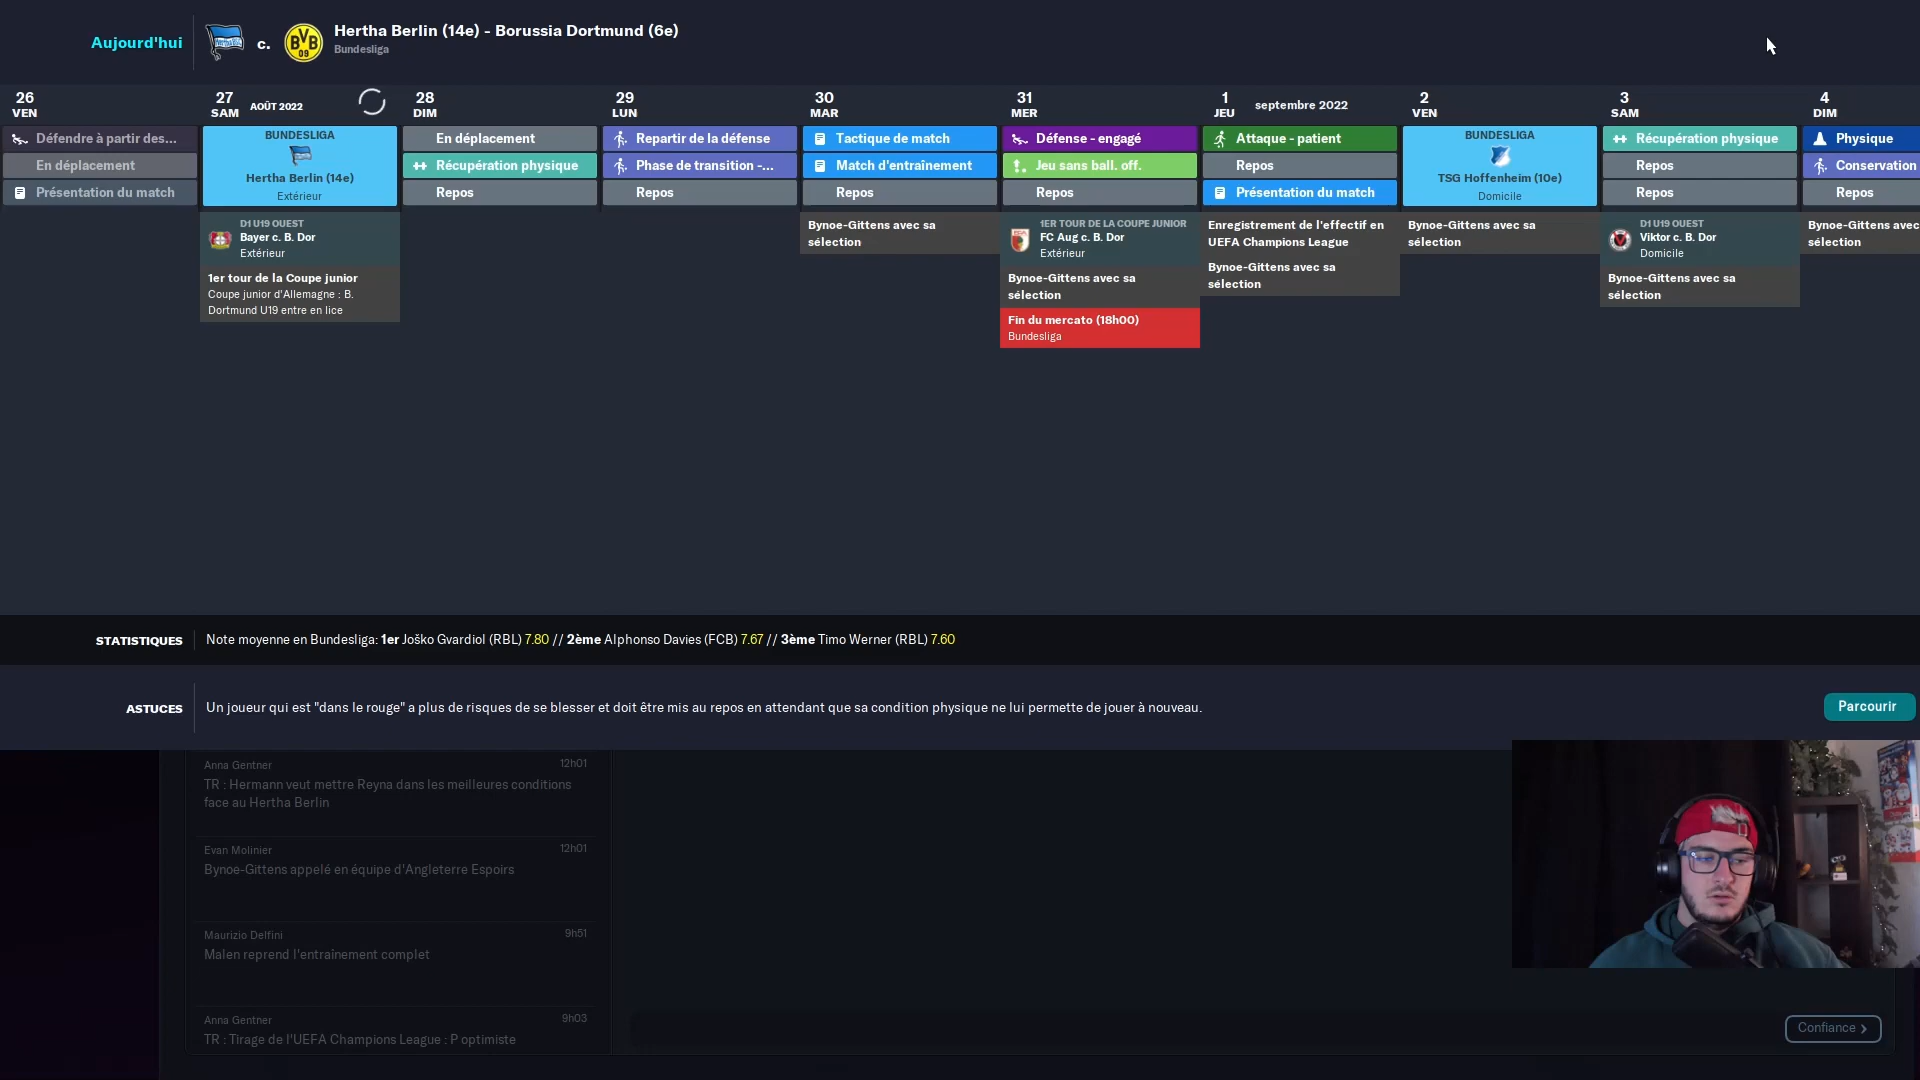 Aujourd'hui
c.
Hertha Berlin (14e) - Borussia Dortmund (6e)
Bundesliga
26
VEN
27
SAM
AOÛT 2022
28
DIM
29
LUN
30
MAR
31
MER
1
JEU
septembre 2022
2
VEN
3
SAM
4
DIM
Défendre à partir des...
En déplacement
Présentation du match
BUNDESLIGA
Hertha Berlin (14e)
Extérieur
D1 U19 OUEST
Bayer c. B. Dor
Extérieur
1er tour de la Coupe junior
Coupe junior d'Allemagne : B.
Dortmund U19 entre en lice
En déplacement
Récupération physique
Repos
Repartir de la défense
Phase de transition -...
Repos
Tactique de match
Match d'entraînement
Repos
Bynoe-Gittens avec sa
sélection
Défense - engagé
Jeu sans ball. off.
Repos
1ER TOUR DE LA COUPE JUNIOR
FC Aug c. B. Dor
Extérieur
Bynoe-Gittens avec sa
sélection
Fin du mercato (18h00)
Bundesliga
Attaque - patient
Repos
Présentation du match
Enregistrement de l'effectif en
UEFA Champions League
Bynoe-Gittens avec sa
sélection
BUNDESLIGA
TSG Hoffenheim (10e)
Domicile
Bynoe-Gittens avec sa
sélection
Récupération physique
Repos
Repos
D1 U19 OUEST
Viktor c. B. Dor
Domicile
Bynoe-Gittens avec sa
sélection
Physique
Conservation
Repos
Bynoe-Gittens avec
sélection
STATISTIQUES
Note moyenne en Bundesliga: 1er Joško Gvardiol (RBL) 7.80 // 2ème Alphonso Davies (FCB) 7.67 // 3ème Timo Werner (RBL) 7.60
ASTUCES
Un joueur qui est "dans le rouge" a plus de risques de se blesser et doit être mis au repos en attendant que sa condition physique ne lui permette de jouer à nouveau.
Parcourir
Anna Gentner
12h01
TR : Hermann veut mettre Reyna dans les meilleures conditions
face au Hertha Berlin
Evan Molinier
12h01
Bynoe-Gittens appelé en équipe d'Angleterre Espoirs
Maurizio Delfini
9h51
Malen reprend l'entraînement complet
Anna Gentner
9h03
TR : Tirage de l'UEFA Champions League : P optimiste
Confiance
BVB
09